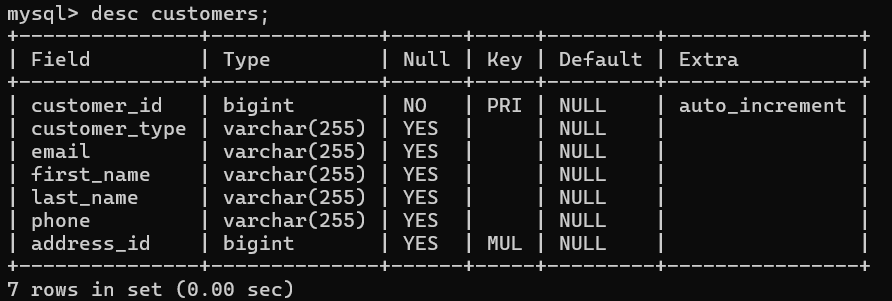 mysql> desc customers;
+---------------+--------------+------+-----+---------+----------------+
| Field         | Type         | Null | Key | Default | Extra          |
+---------------+--------------+------+-----+---------+----------------+
| customer_id   | bigint       | NO   | PRI | NULL    | auto_increment |
| customer_type | varchar(255) | YES  |     | NULL    |                |
| email         | varchar(255) | YES  |     | NULL    |                |
| first_name    | varchar(255) | YES  |     | NULL    |                |
| last_name     | varchar(255) | YES  |     | NULL    |                |
| phone         | varchar(255) | YES  |     | NULL    |                |
| address_id    | bigint       | YES  | MUL | NULL    |                |
+---------------+--------------+------+-----+---------+----------------+
7 rows in set (0.00 sec)